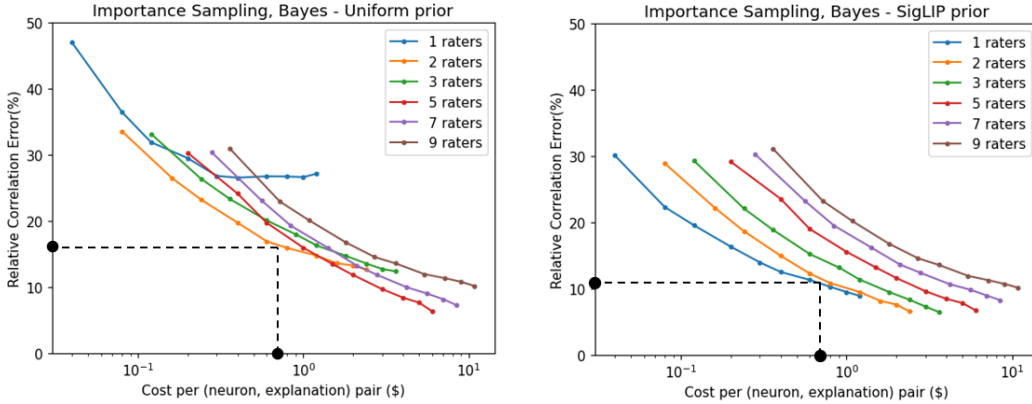 Importance Sampling, Bayes - Uniform prior
Relative Correlation Error(%)
50
40
30
20
10
0
1 raters
2 raters
3 raters
5 raters
7 raters
9 raters
10⁻¹
10⁰
10¹
Cost per (neuron, explanation) pair ($)
Importance Sampling, Bayes - SigLIP prior
Relative Correlation Error(%)
50
40
30
20
10
0
1 raters
2 raters
3 raters
5 raters
7 raters
9 raters
10⁻¹
10⁰
10¹
Cost per (neuron, explanation) pair ($)